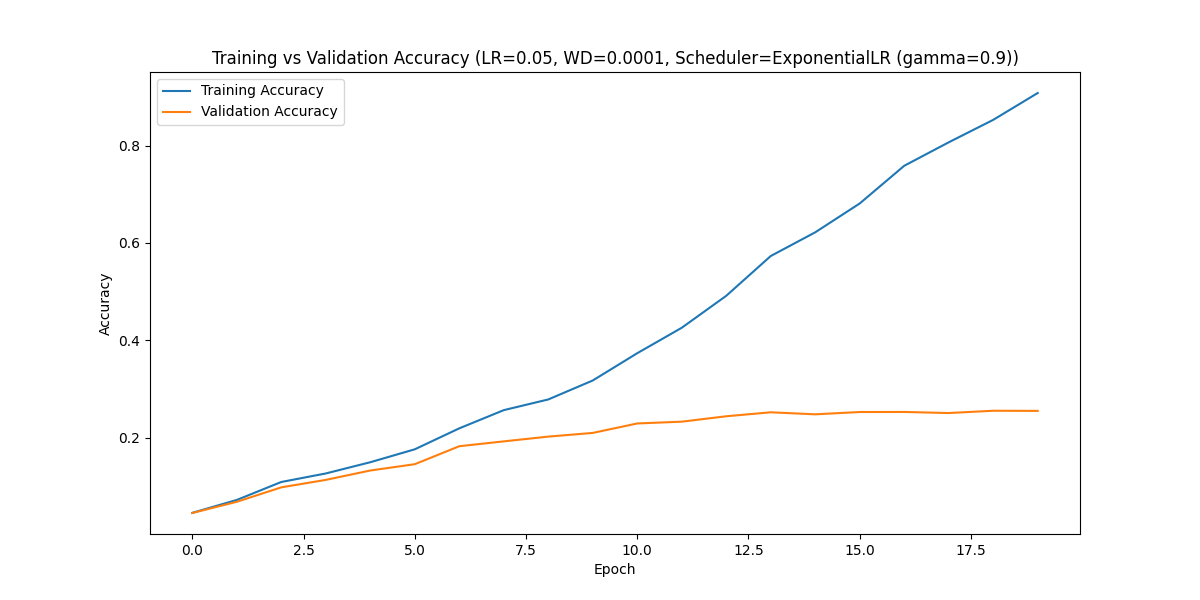 Training vs Validation Accuracy (LR=0.05, WD=0.0001, Scheduler=ExponentialLR (gamma=0.9))
Training Accuracy
Validation Accuracy
Accuracy
0.8
0.6
0.4
0.2
0.0 2.5 5.0 7.5 10.0 12.5 15.0 17.5
Epoch